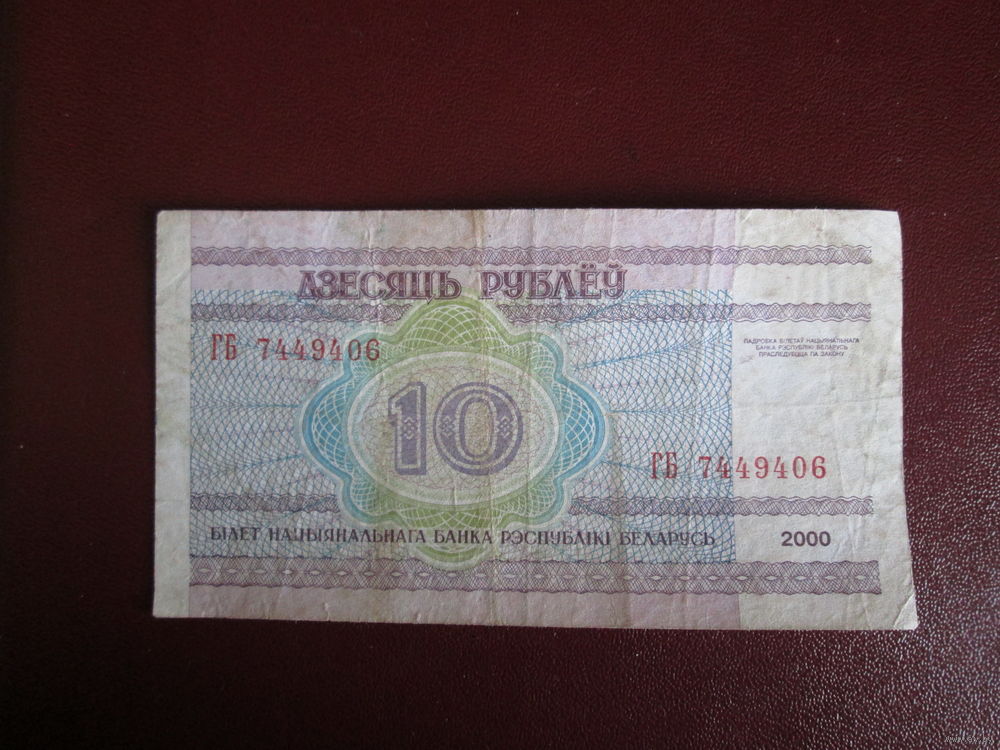 ДЗЕСЯЦЬ РУБЛЁЎ
ГБ 7449406
ПАДРОБКА БІЛЕТАЎ НАЦЫЯНАЛЬНАГА
БАНКА РЭСПУБЛІКІ БЕЛАРУСЬ
ПРАСЛЕДУЕЦЦА ПА ЗАКОНУ
10
ГБ 7449406
БІЛЕТ НАЦЫЯНАЛЬНАГА БАНКА РЭСПУБЛІКІ БЕЛАРУСЬ
2000